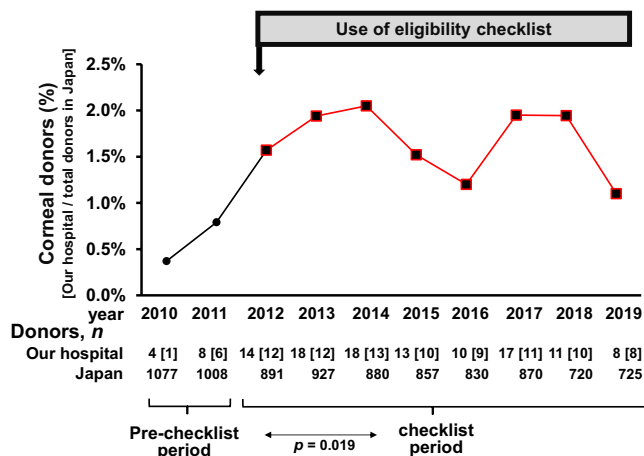 Use of eligibility checklist
Corneal donors (%)
[Our hospital / total donors in Japan]
2.5%
2.0%
1.5%
1.0%
0.5%
0.0%
year 2010 2011 2012 2013 2014 2015 2016 2017 2018 2019
Donors, n
Our hospital 4 [1] 8 [6] 14 [12] 18 [12] 18 [13] 13 [10] 10 [9] 17 [11] 11 [10] 8 [8]
Japan 1077 1008 891 927 880 857 830 870 720 725
Pre-checklist
period
p = 0.019
checklist
period